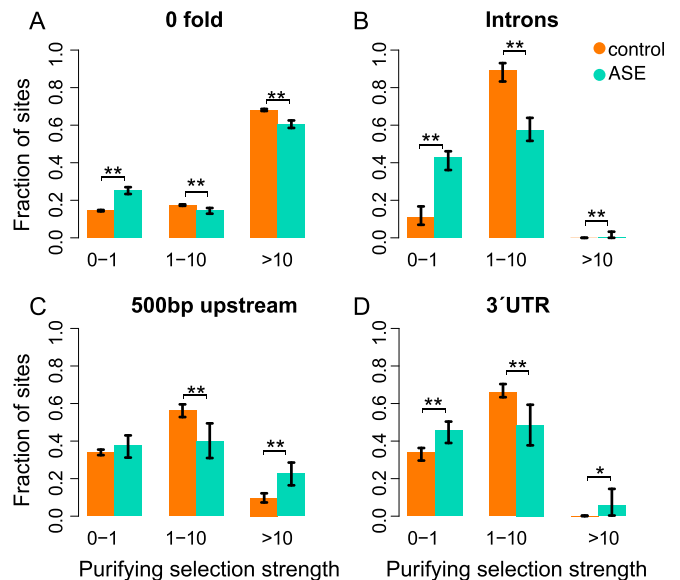 A
0 fold
B
Introns
control
ASE
Fraction of sites
0.0 0.2 0.4 0.6 0.8 1.0
** ** **
0−1 1−10 >10
0.0 0.2 0.4 0.6 0.8 1.0
** ** **
0−1 1−10 >10
C
500bp upstream
D
3´UTR
Fraction of sites
0.0 0.2 0.4 0.6 0.8 1.0
** **
0−1 1−10 >10
Purifying selection strength
0.0 0.2 0.4 0.6 0.8 1.0
** ** *
0−1 1−10 >10
Purifying selection strength